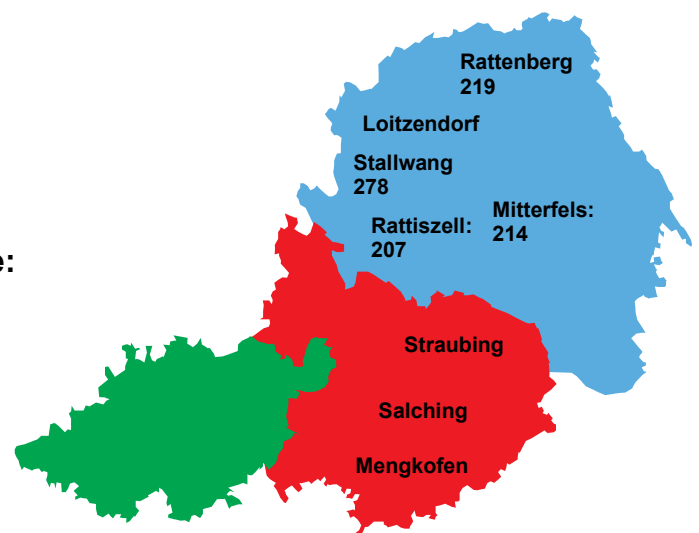 Rattenberg
219
Loitzendorf
Stallwang
278
Mitterfels:
214
Rattiszell:
207
e:
Straubing
Salching
Mengkofen